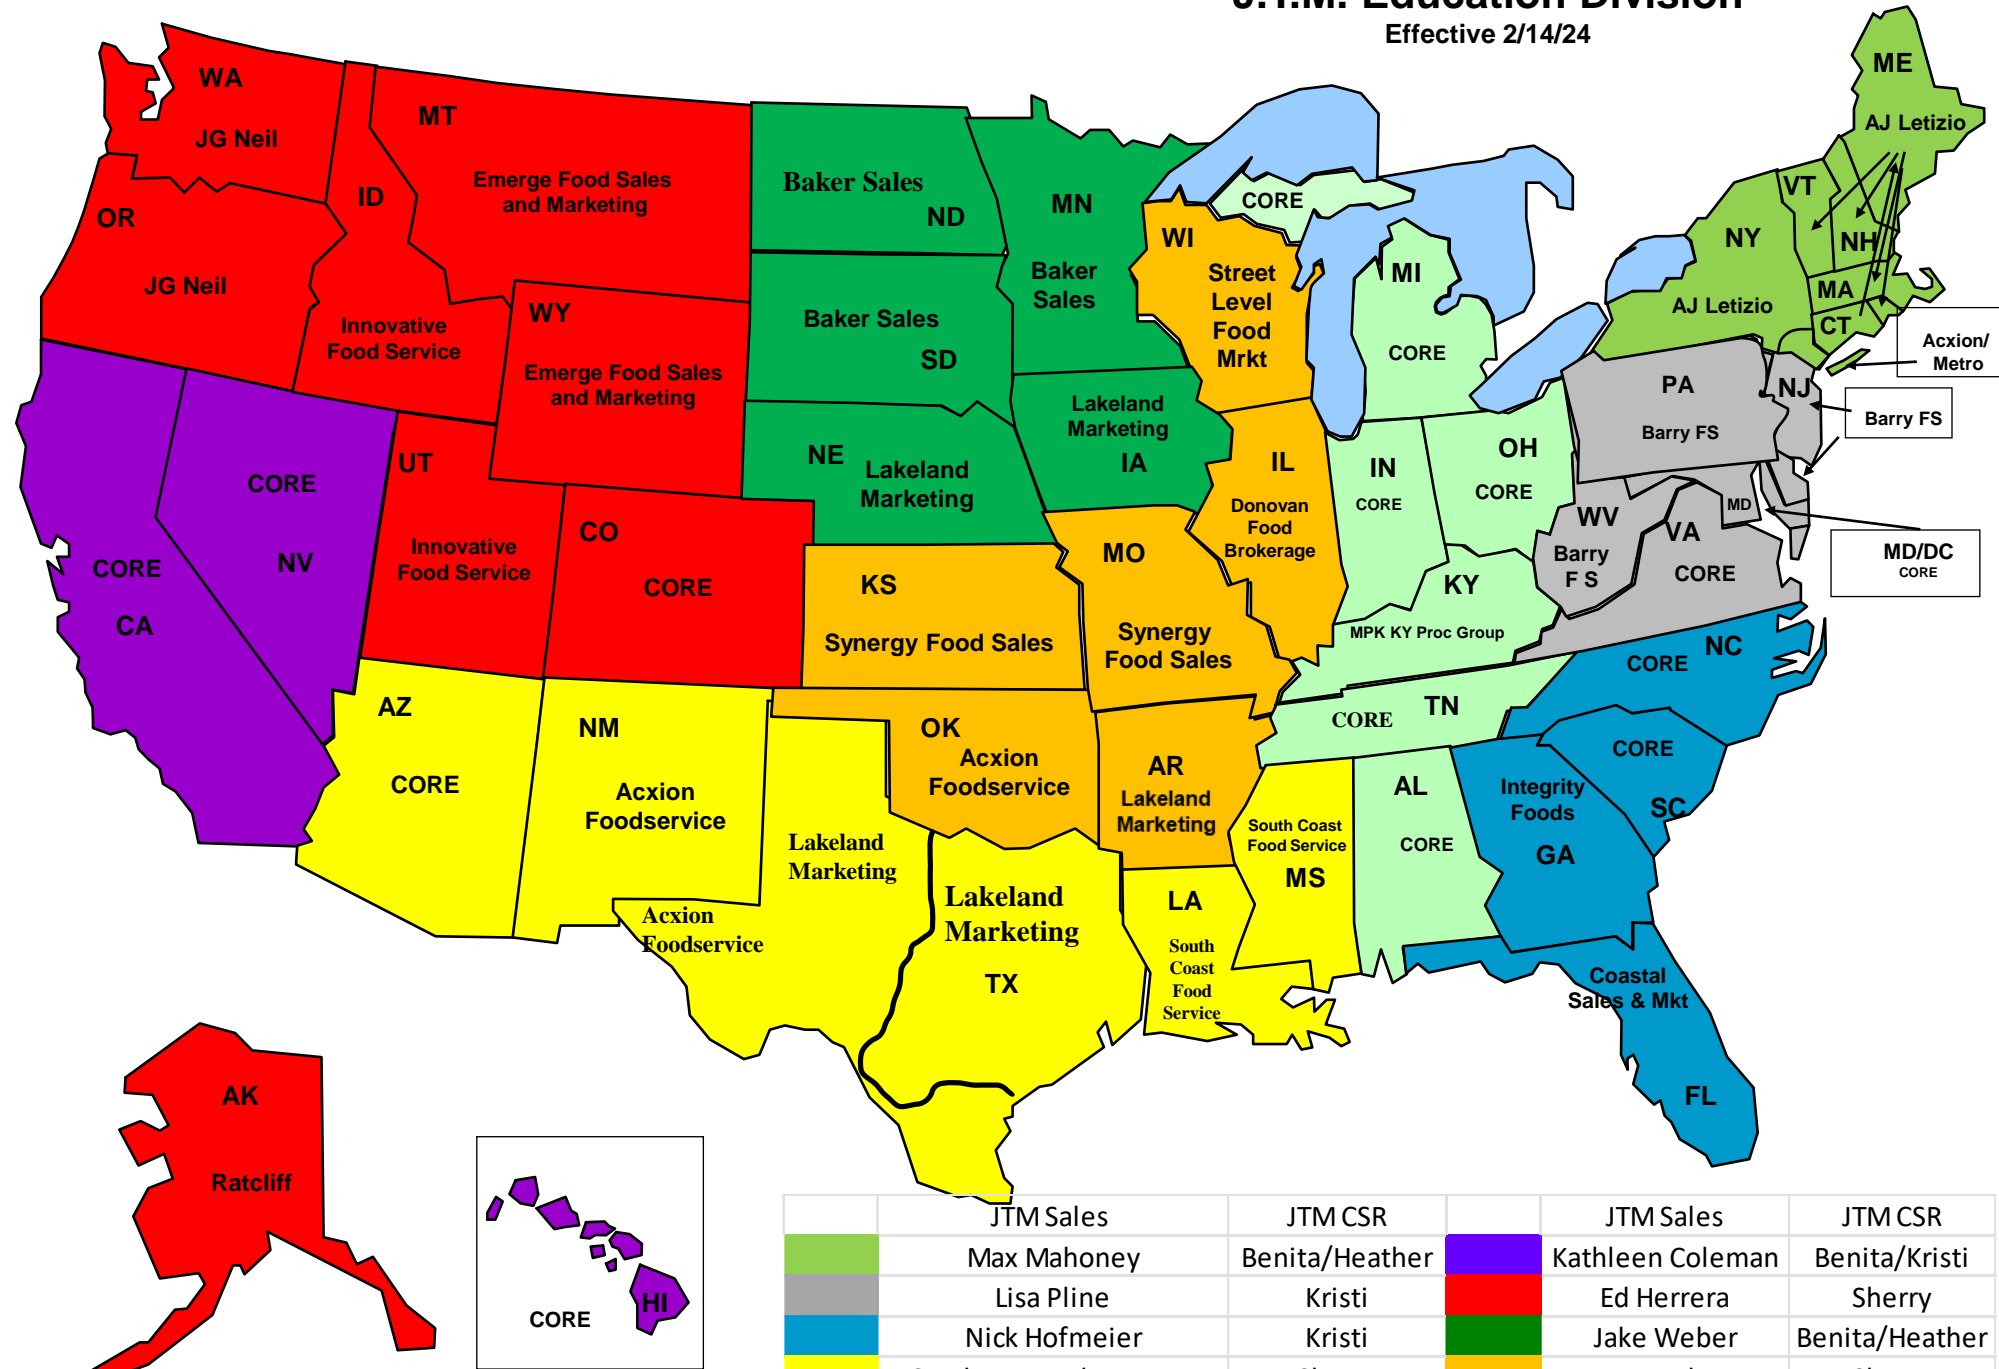 J.T.M. Education Division
Effective 2/14/24
WA
JG Neil
OR
JG Neil
ID
Innovative
Food Service
MT
Emerge Food Sales
and Marketing
WY
Emerge Food Sales
and Marketing
UT
Innovative
Food Service
CO
CORE
CORE
NV
CORE
CA
AZ
CORE
NM
Acxion
Foodservice
Baker Sales
ND
Baker Sales
SD
NE
Lakeland
Marketing
MN
Baker
Sales
Lakeland
Marketing
IA
KS
Synergy Food Sales
MO
Synergy
Food Sales
OK
Acxion
Foodservice
AR
Lakeland
Marketing
Lakeland
Marketing
Acxion
Foodservice
Lakeland
Marketing
TX
LA
South
Coast
Food
Service
South Coast
Food Service
MS
WI
Street
Level
Food
Mrkt
IL
Donovan
Food
Brokerage
CORE
MI
CORE
IN
CORE
OH
CORE
KY
MPK KY Proc Group
CORE
TN
AL
CORE
Integrity
Foods
GA
CORE
SC
CORE
NC
Coastal
Sales & Mkt
FL
WV
Barry
F S
VA
CORE
MD
MD/DC
CORE
PA
Barry FS
NJ
Barry FS
Acxion/
Metro
NY
AJ Letizio
VT
NH
MA
CT
ME
AJ Letizio
AK
Ratcliff
HI
CORE
JTM Sales JTM CSR JTM Sales JTM CSR
Max Mahoney Benita/Heather Kathleen Coleman Benita/Kristi
Lisa Pline Kristi Ed Herrera Sherry
Nick Hofmeier Kristi Jake Weber Benita/Heather